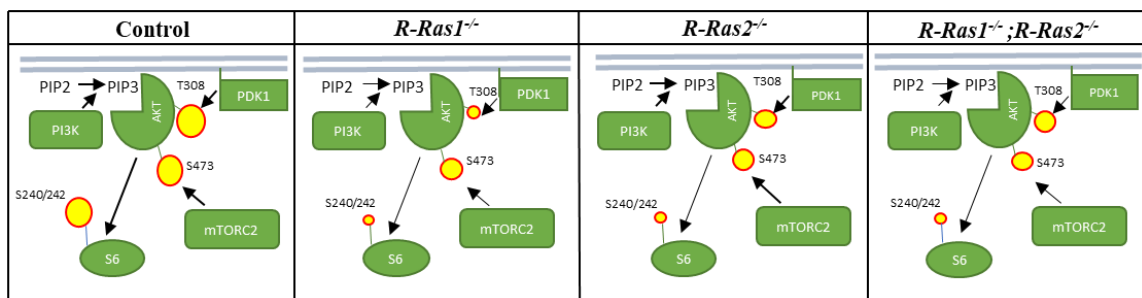 Control
R-Ras1-/-
R-Ras2-/-
R-Ras1-/- ;R-Ras2-/-
PIP2 PIP3 T308
PDK1
AKT
PI3K
S473
S240/242
mTORC2
S6
PIP2 PIP3 T308
PDK1
AKT
PI3K
S473
S240/242
mTORC2
S6
PIP2 PIP3 T308
PDK1
AKT
PI3K
S473
S240/242
mTORC2
S6
PIP2 PIP3 T308
PDK1
AKT
PI3K
S473
S240/242
mTORC2
S6